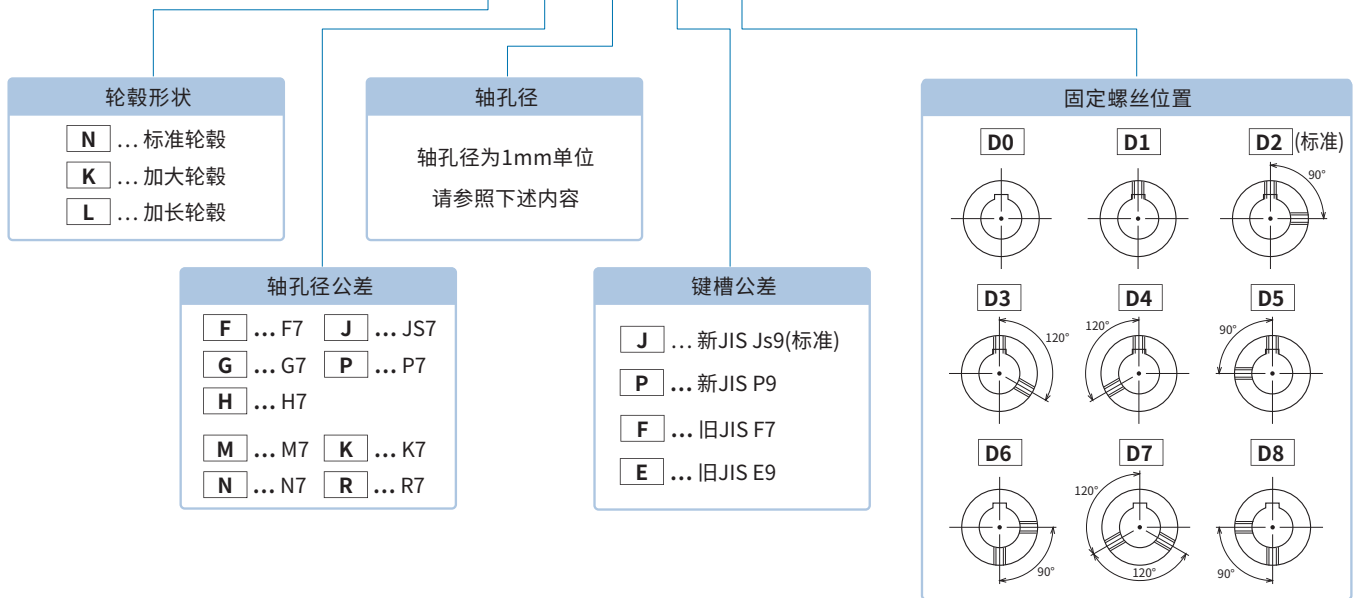 轮毂形状
N … 标准轮毂
K … 加大轮毂
L … 加长轮毂
轴孔径
轴孔径为1mm单位
请参照下述内容
轴孔径公差
F … F7 J … JS7
G … G7 P … P7
H … H7
M … M7 K … K7
N … N7 R … R7
键槽公差
J … 新JIS Js9(标准)
P … 新JIS P9
F … 旧JIS F7
E … 旧JIS E9
固定螺丝位置
D0 D1 D2 (标准)
90°
D3 D4 D5
120° 120° 90°
D6 D7 D8
120°
90° 120° 90°